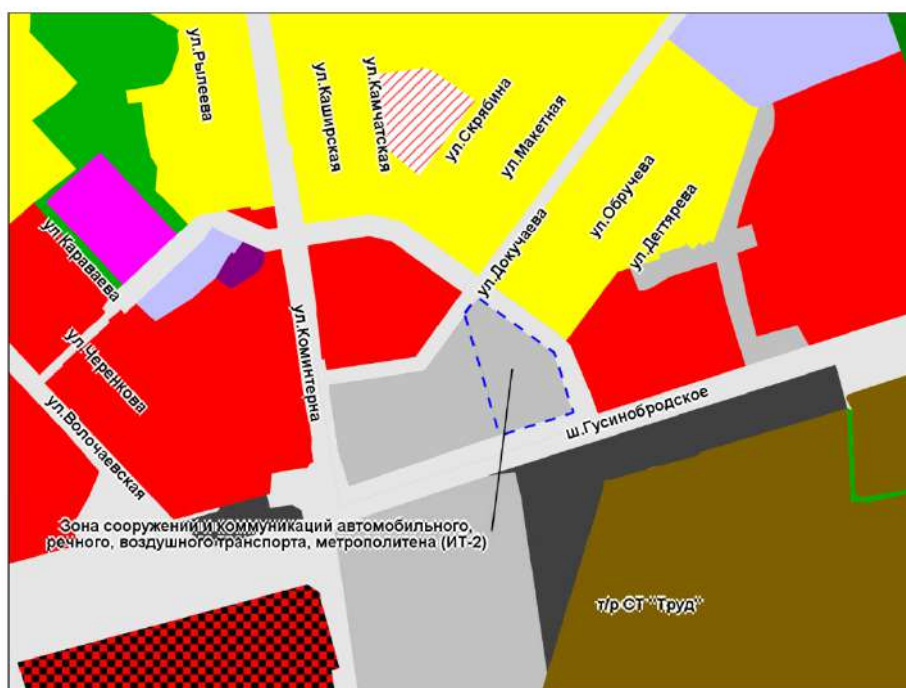 ул.Рылеева
ул.Каширская
ул.Камчатская
ул.Скрябина
ул.Макетная
ул.Обручева
ул.Дегтярева
ул.Докучаева
ул.Караваева
ул.Черенкова
ул.Коминтерна
ул.Волочаевская
ш.Гусинобродское
Зона сооружений и коммуникаций автомобильного,
речного, воздушного транспорта, метрополитена (ИТ-2)
т/р СТ "Труд"